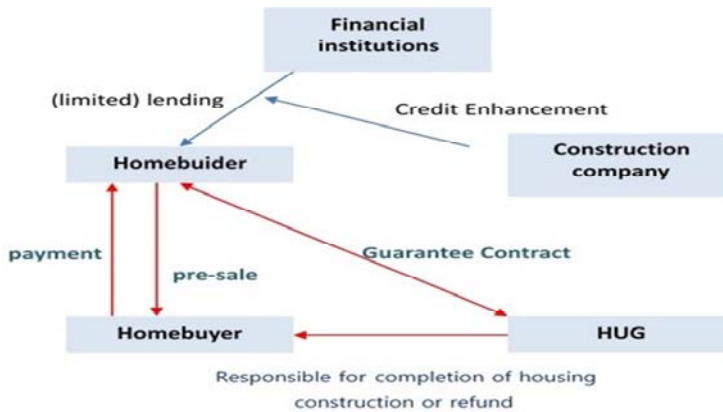 Financial
institutions
(limited) lending
Credit Enhancement
Homebuider
Construction
company
payment
Guarantee Contract
pre-sale
Homebuyer
HUG
Responsible for completion of housing
construction or refund